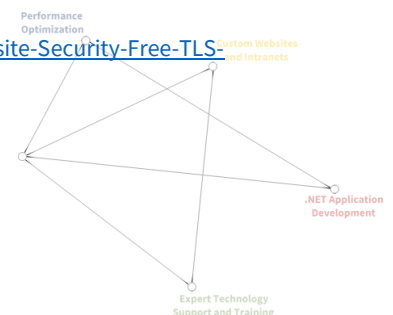 Performance
Optimization
site-Security-Free-TLS-
Custom Websites
and Intranets
.NET Application
Development
Expert Technology
Support and Training